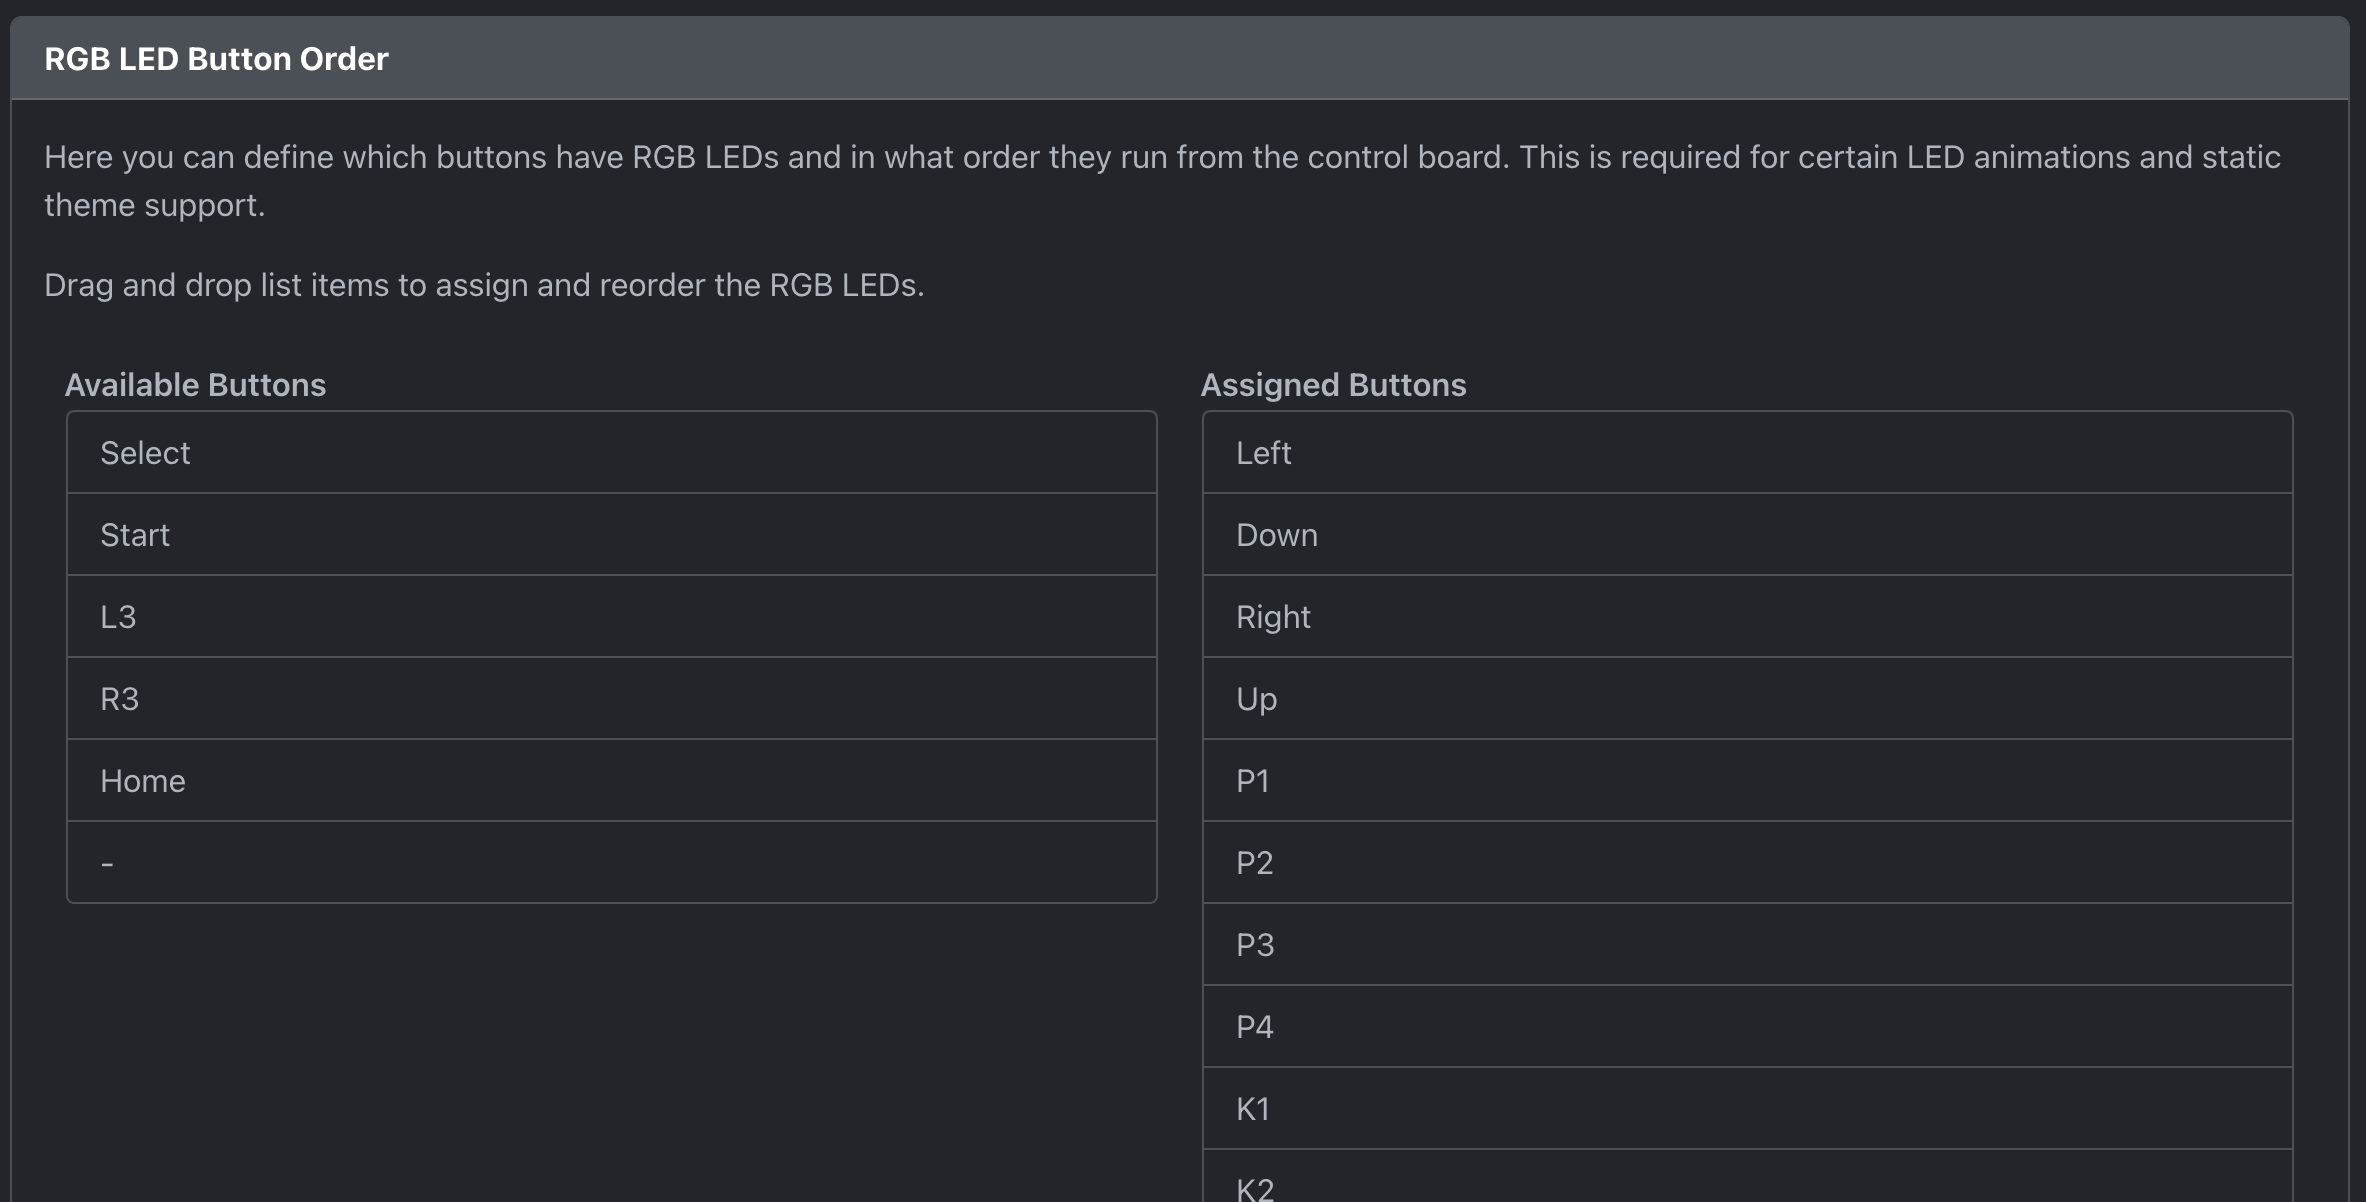 RGB LED Button Order
Here you can define which buttons have RGB LEDs and in what order they run from the control board. This is required for certain LED animations and static
theme support.
Drag and drop list items to assign and reorder the RGB LEDs.
Available Buttons
Select
Start
L3
R3
Home
-
Assigned Buttons
Left
Down
Right
Up
P1
P2
P3
P4
K1
K2